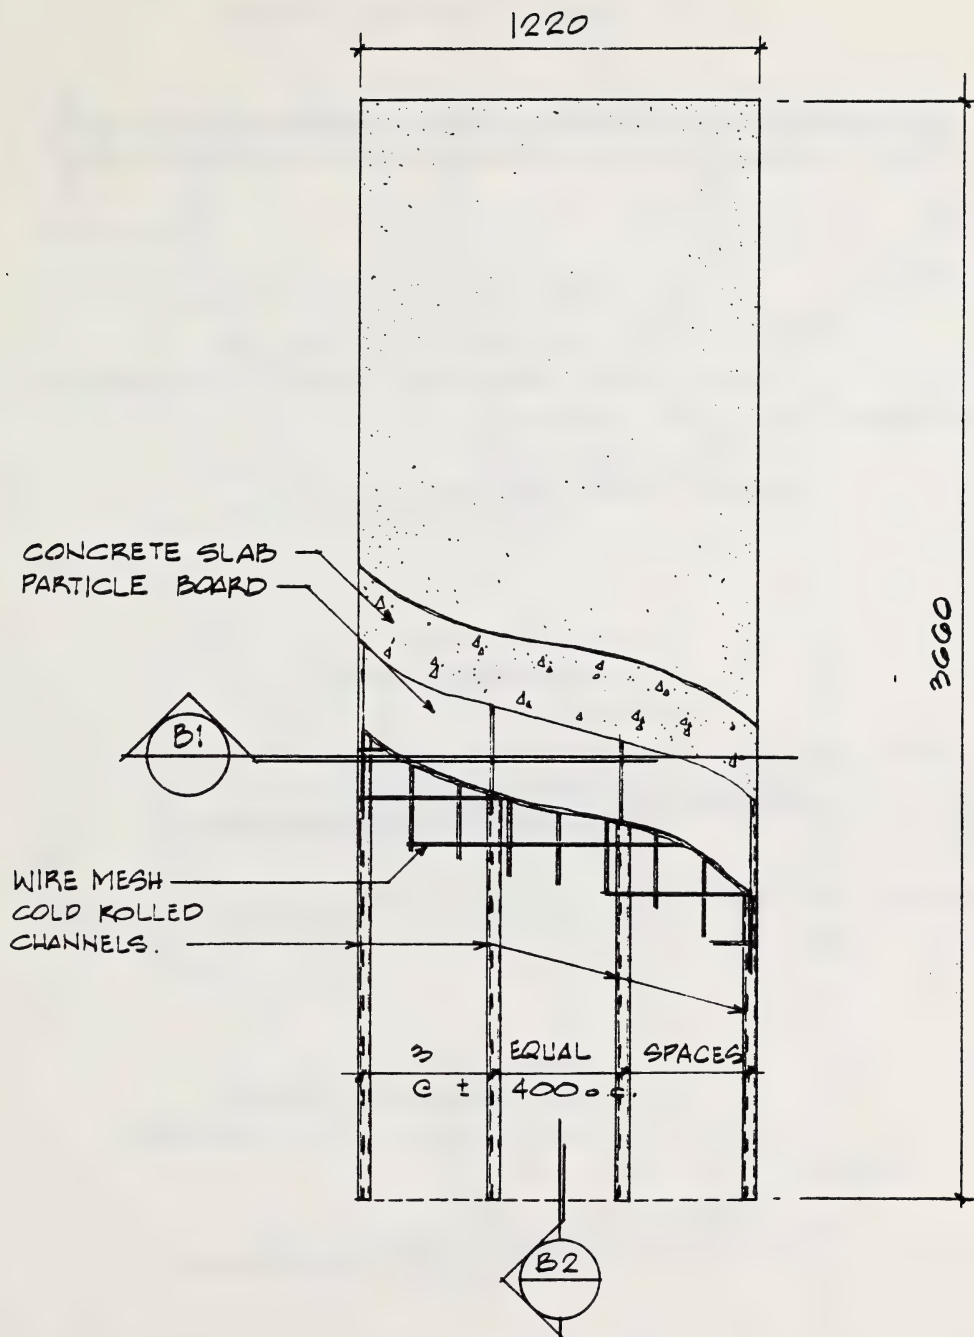 1220
CONCRETE SLAB
PARTICLE BOARD
3660
B1
WIRE MESH
COLD ROLLED
CHANNELS.
3 EQUAL SPACES
@ ± 400 o.c.
B2